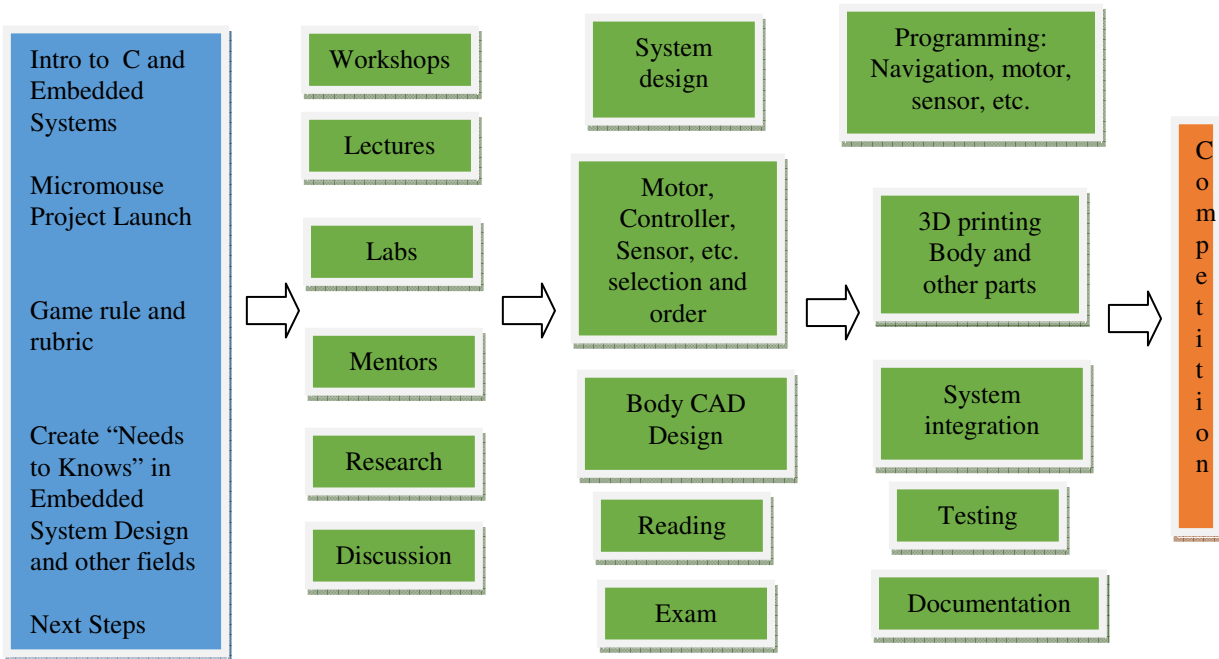 Intro to C and
Embedded
Systems
Micromouse
Project Launch
Game rule and
rubric
Create “Needs
to Knows” in
Embedded
System Design
and other fields
Next Steps
Workshops
Lectures
Labs
Mentors
Research
Discussion
System
design
Motor,
Controller,
Sensor, etc.
selection and
order
Body CAD
Design
Reading
Exam
Programming:
Navigation, motor,
sensor, etc.
3D printing
Body and
other parts
System
integration
Testing
Documentation
Competition